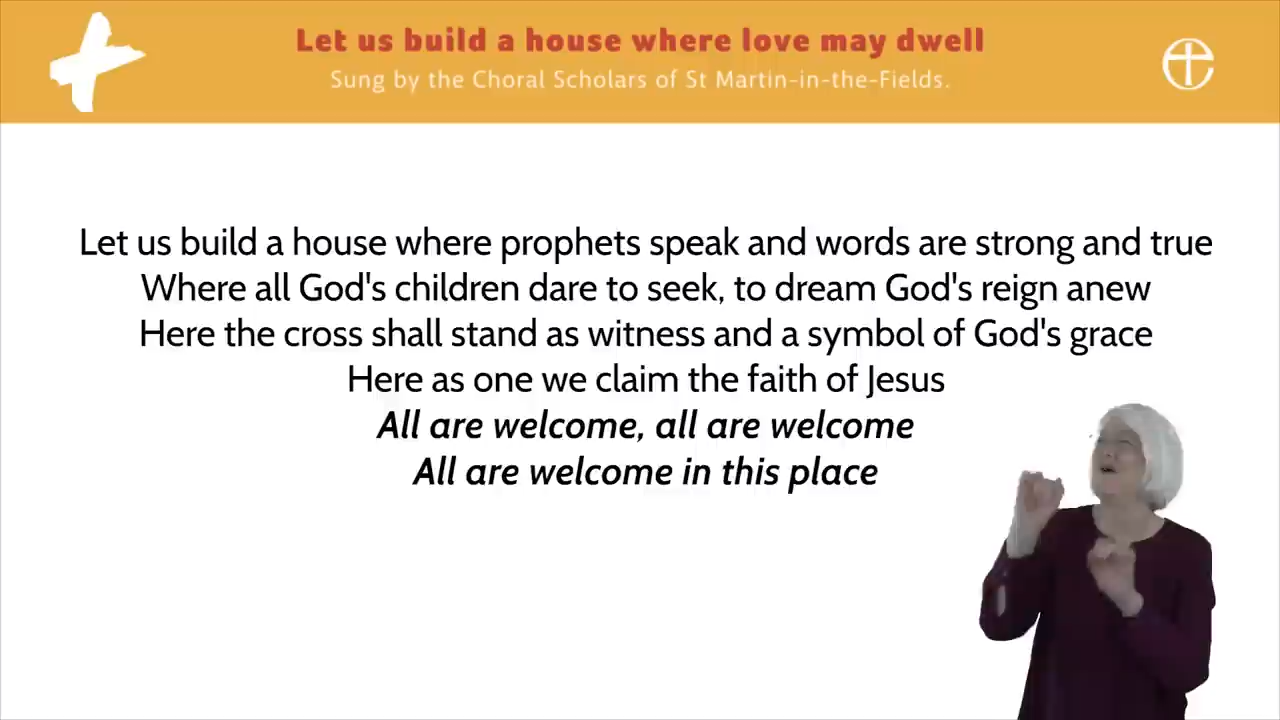 Let us build a house where love may dwell
Sung by the Choral Scholars of St Martin-in-the-Fields.
Let us build a house where prophets speak and words are strong and true
Where all God's children dare to seek, to dream God's reign anew
Here the cross shall stand as witness and a symbol of God's grace
Here as one we claim the faith of Jesus
All are welcome, all are welcome
All are welcome in this place